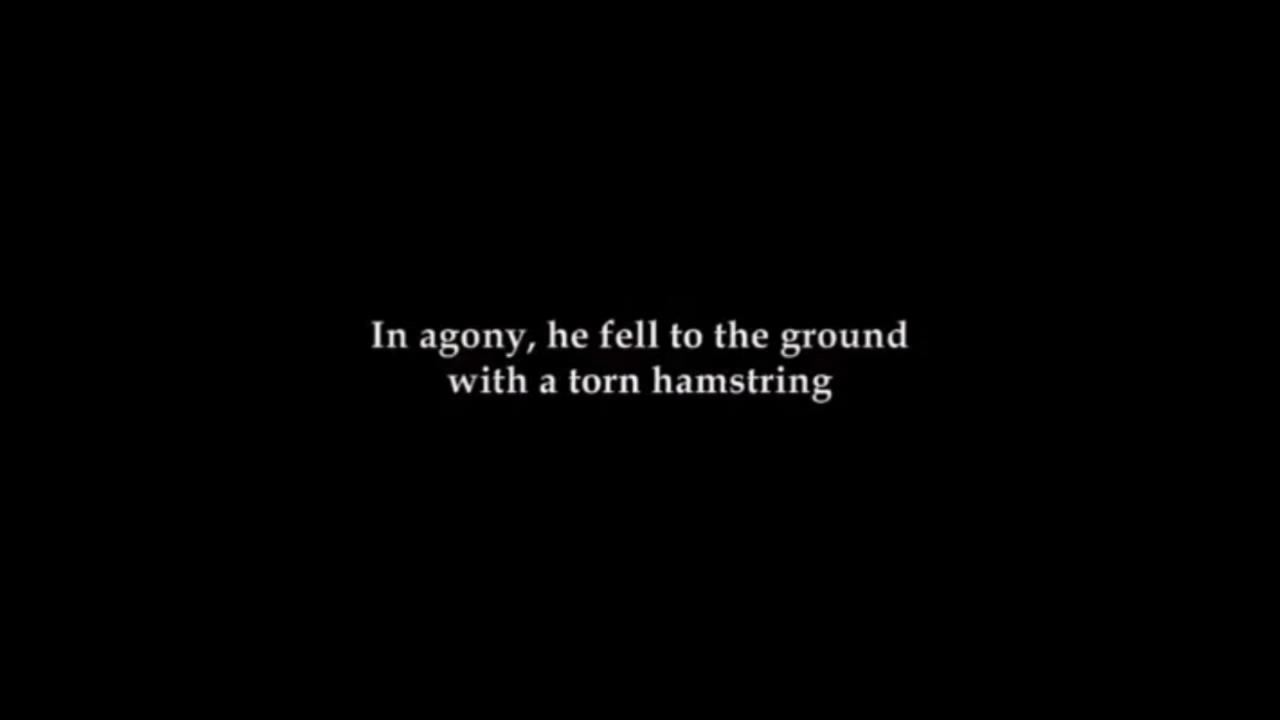 In agony, he fell to the ground
with a torn hamstring